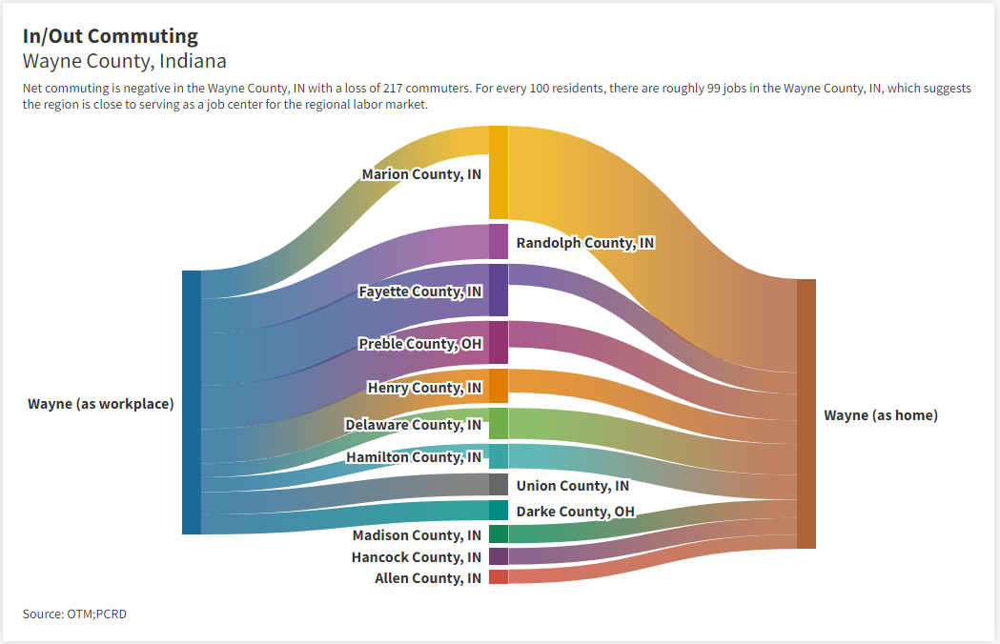 In/Out Commuting
Wayne County, Indiana
Net commuting is negative in the Wayne County, IN with a loss of 217 commuters. For every 100 residents, there are roughly 99 jobs in the Wayne County, IN, which suggests
the region is close to serving as a job center for the regional labor market.
Marion County, IN
Randolph County, IN
Fayette County, IN
Preble County, OH
Henry County, IN
Wayne (as workplace)
Wayne (as home)
Delaware County, IN
Hamilton County, IN
Union County, IN
Darke County, OH
Madison County, IN
Hancock County, IN
Allen County, IN
Source: OTM;PCRD